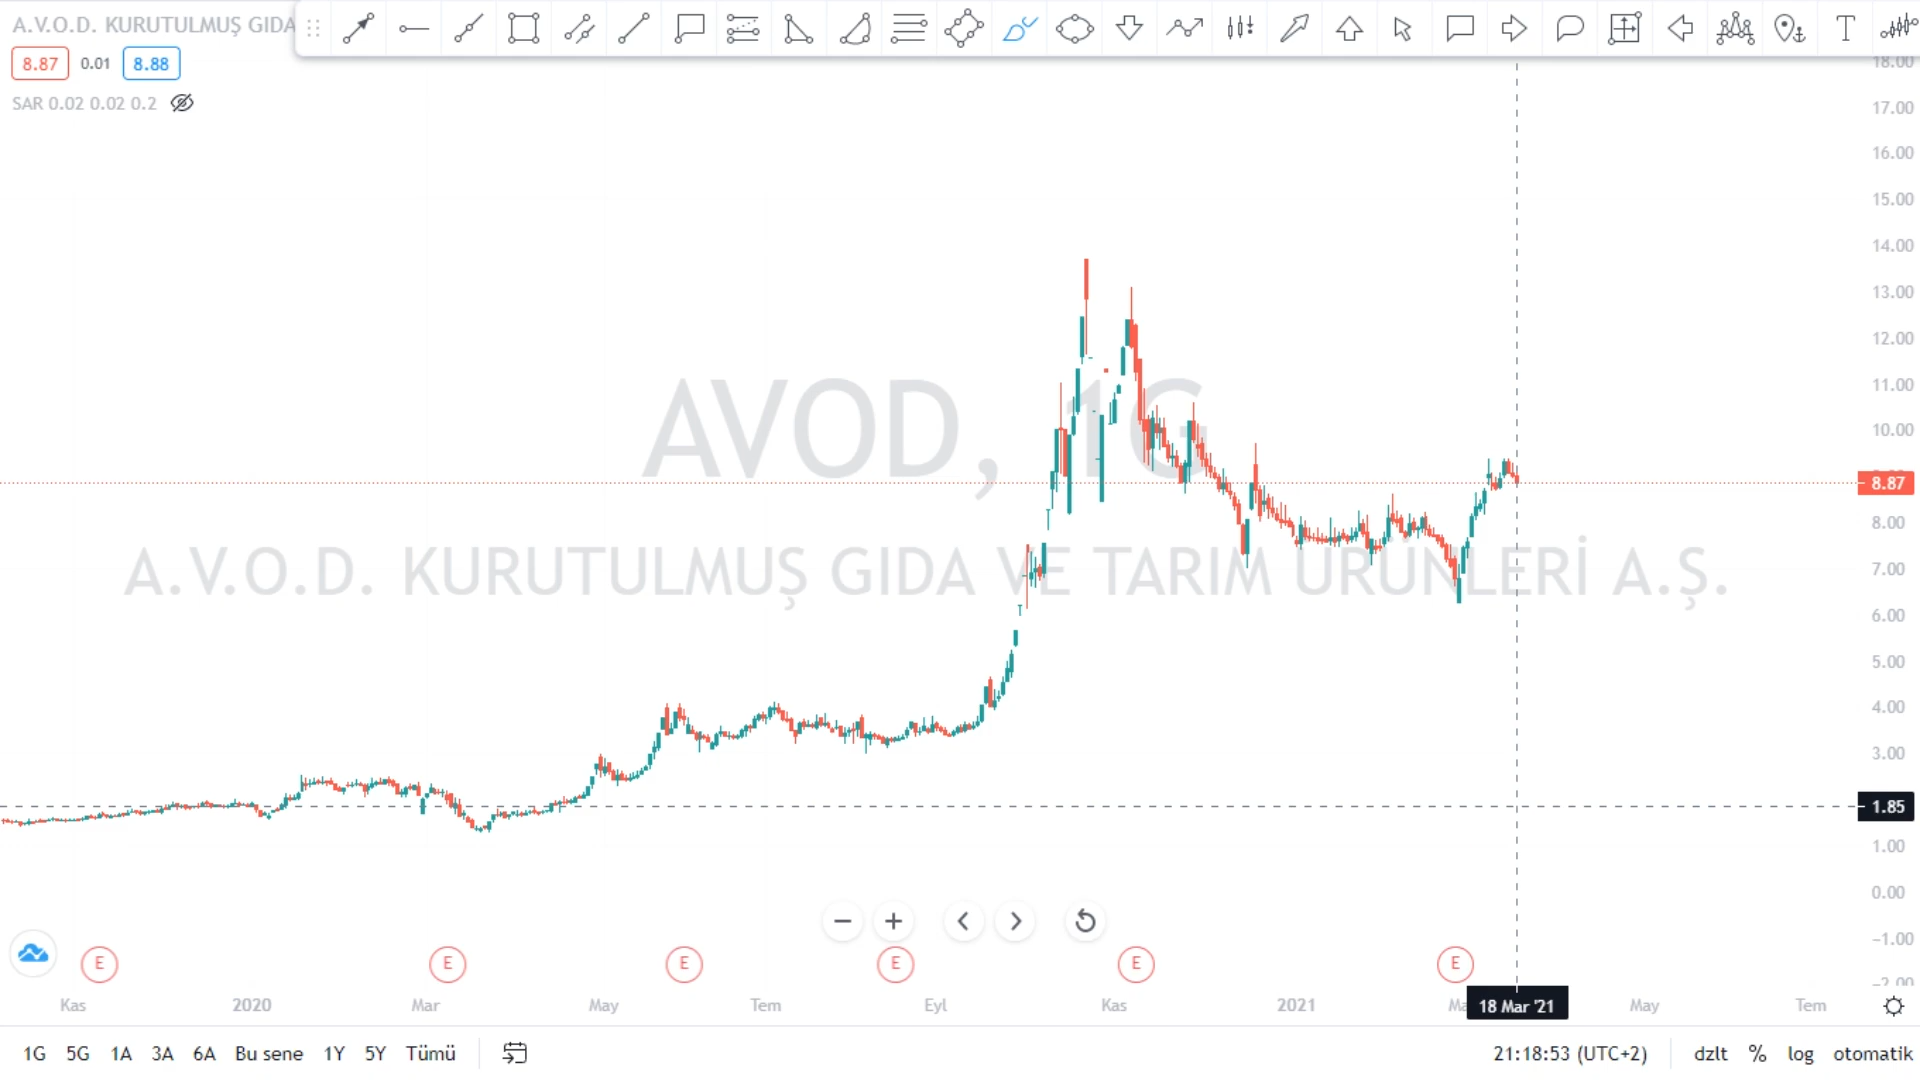 A.V.O.D. KURUTULMUŞ GIDA
8.87 0.01 8.88
SAR 0.02 0.02 0.2
T
18.00
17.00
16.00
15.00
14.00
13.00
12.00
11.00
10.00
8.87
8.00
7.00
6.00
5.00
4.00
3.00
1.85
1.00
0.00
−1.00
−2.00
AVOD, 1G
A.V.O.D. KURUTULMUŞ GIDA VE TARIM ÜRÜNLERİ A.Ş.
E E E E E E
Kas 2020 Mar May Tem Eyl Kas 2021 Ma 18 Mar '21 May Tem
1G 5G 1A 3A 6A Bu sene 1Y 5Y Tümü 21:18:53 (UTC+2) dzlt % log otomatik